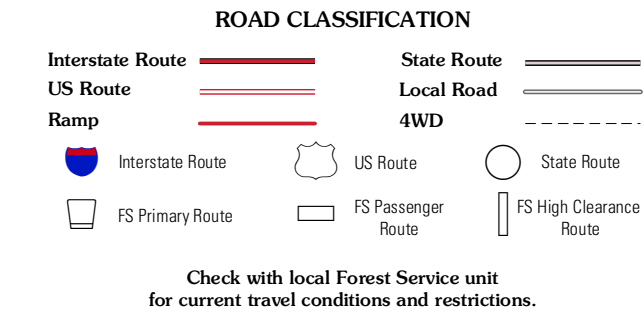 ROAD CLASSIFICATION
Interstate Route
State Route
US Route
Local Road
Ramp
4WD
Interstate Route
US Route
State Route
FS Primary Route
FS Passenger
Route
FS High Clearance
Route
Check with local Forest Service unit
for current travel conditions and restrictions.